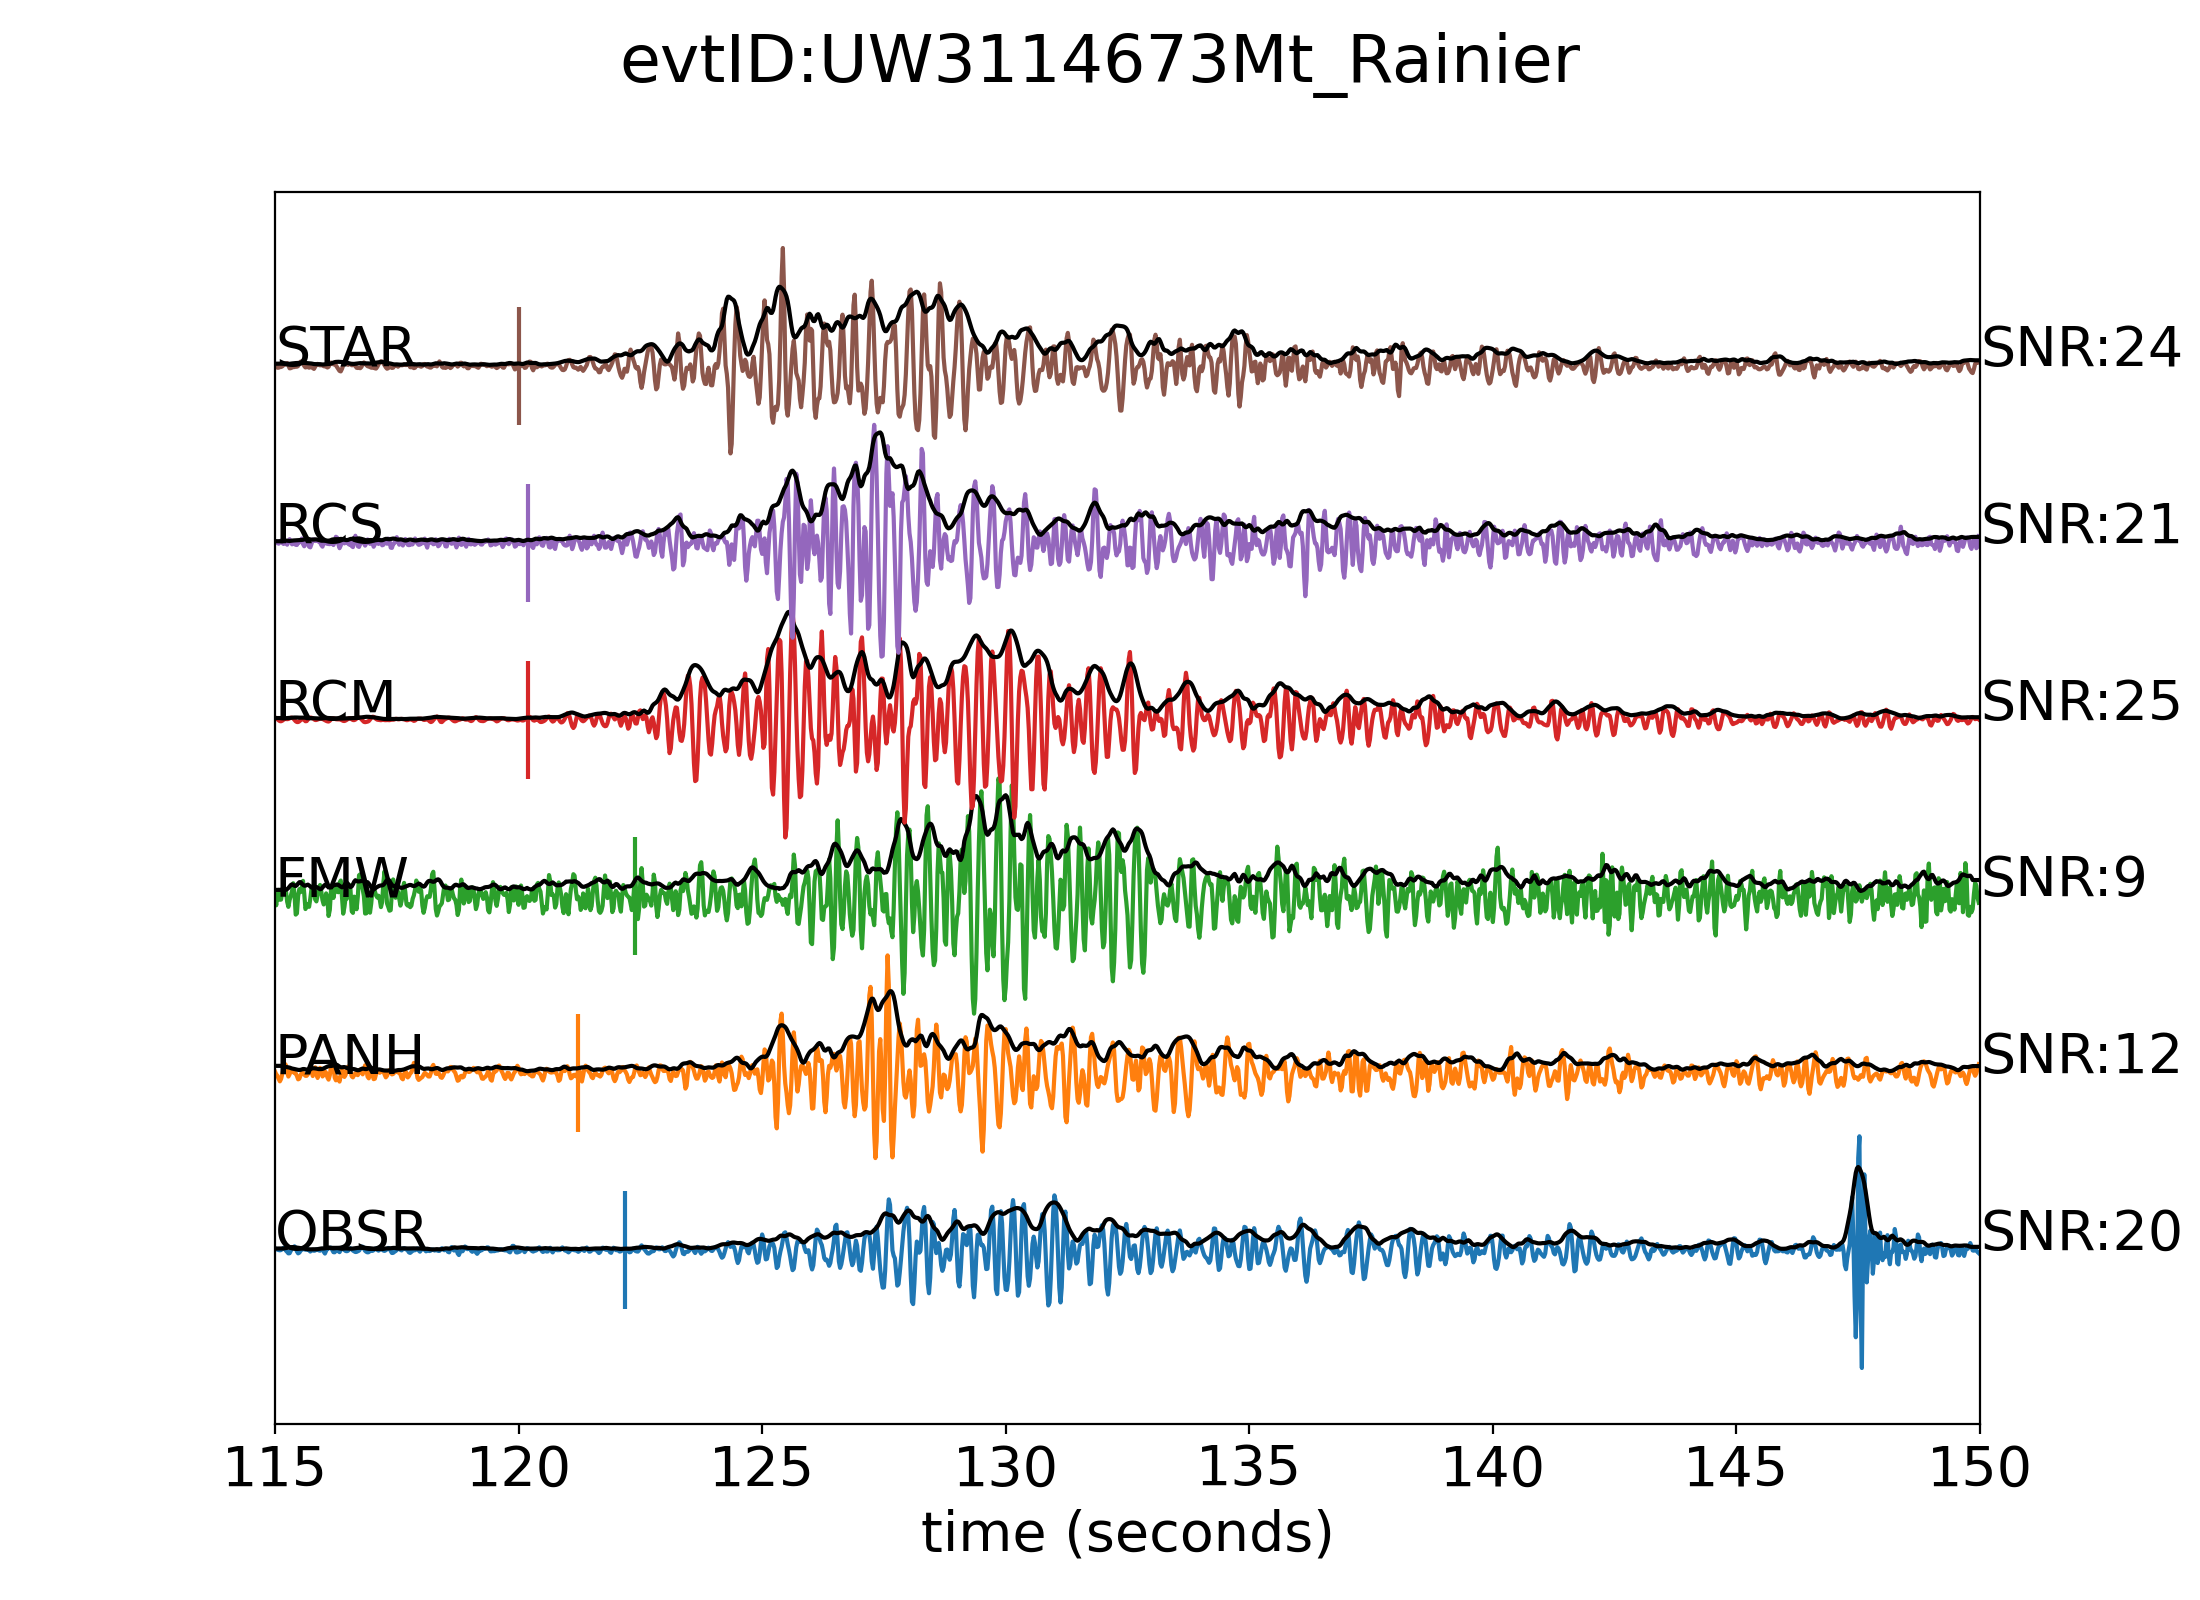 evtID:UW3114673Mt_Rainier
STAR SNR:24
RCS SNR:21
RCM SNR:25
FMW SNR:9
PANH SNR:12
OBSR SNR:20
115 120 125 130 135 140 145 150
time (seconds)